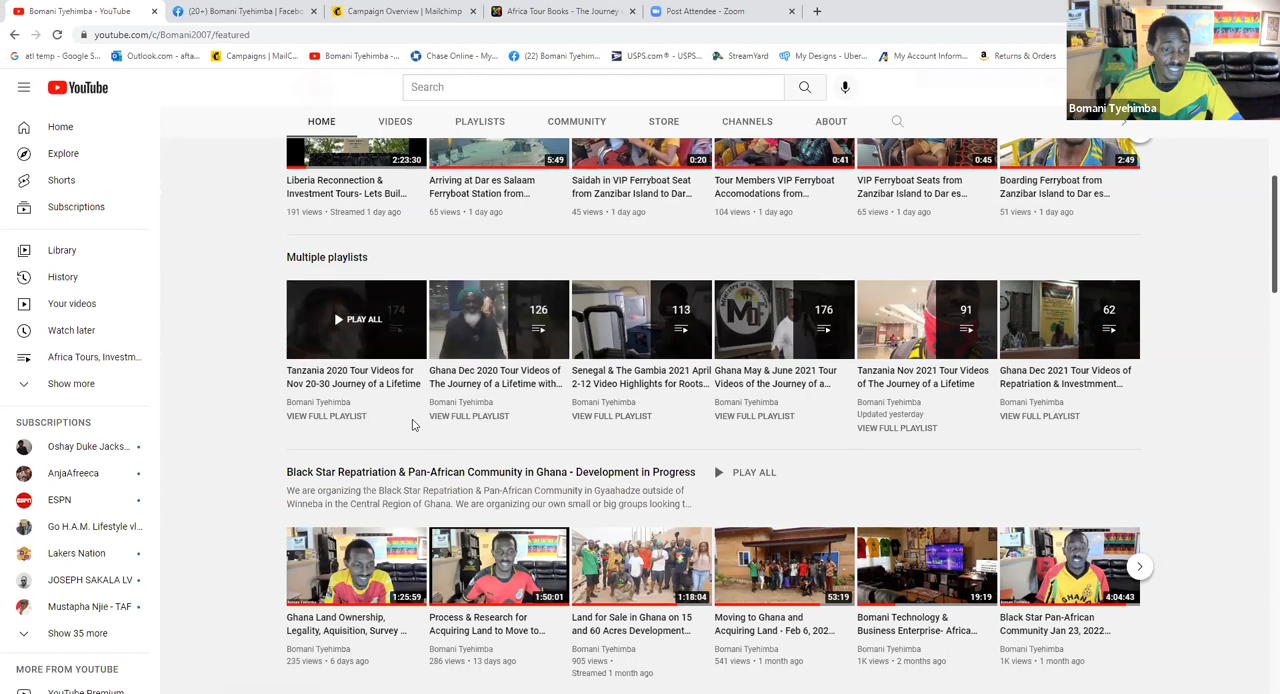 Bomani Tyehimba - YouTube
(20+) Bomani Tyehimba | Facebo
Campaign Overview | Mailchimp
Africa Tour Books - The Journey
Post Attendee - Zoom
youtube.com/c/Bomani2007/featured
atl temp - Google S...
Outlook.com - afta...
Campaigns | MailC...
Bomani Tyehimba -...
Chase Online - My...
(22) Bomani Tyehim...
USPS.com® - USPS...
StreamYard
My Designs - Uber...
My Account Inform...
Returns & Orders
Bomani Tyehimba
YouTube
Search
HOME
VIDEOS
PLAYLISTS
COMMUNITY
STORE
CHANNELS
ABOUT
Home
Explore
Shorts
Subscriptions
Library
History
Your videos
Watch later
Africa Tours, Investm...
Show more
SUBSCRIPTIONS
Oshay Duke Jacks...
AnjaAfreeca
ESPN
Go H.A.M. Lifestyle vl...
Lakers Nation
JOSEPH SAKALA LV
Mustapha Njie - TAF
Show 35 more
MORE FROM YOUTUBE
YouTube Premium
2:23:30
5:49
0:20
0:41
0:45
2:49
Liberia Reconnection &
Investment Tours- Lets Buil...
191 views • Streamed 1 day ago
Arriving at Dar es Salaam
Ferryboat Station from...
65 views • 1 day ago
Saidah in VIP Ferryboat Seat
from Zanzibar Island to Dar...
45 views • 1 day ago
Tour Members VIP Ferryboat
Accomodations from...
104 views • 1 day ago
VIP Ferryboat Seats from
Zanzibar Island to Dar es...
65 views • 1 day ago
Boarding Ferryboat from
Zanzibar Island to Dar es...
51 views • 1 day ago
Multiple playlists
174
PLAY ALL
126
113
176
91
62
Tanzania 2020 Tour Videos for
Nov 20-30 Journey of a Lifetime
Bomani Tyehimba
VIEW FULL PLAYLIST
Ghana Dec 2020 Tour Videos of
The Journey of a Lifetime with...
Bomani Tyehimba
VIEW FULL PLAYLIST
Senegal & The Gambia 2021 April
2-12 Video Highlights for Roots...
Bomani Tyehimba
VIEW FULL PLAYLIST
Ghana May & June 2021 Tour
Videos of the Journey of a...
Bomani Tyehimba
VIEW FULL PLAYLIST
Tanzania Nov 2021 Tour Videos
of The Journey of a Lifetime
Bomani Tyehimba
Updated yesterday
VIEW FULL PLAYLIST
Ghana Dec 2021 Tour Videos of
Repatriation & Investmment...
Bomani Tyehimba
VIEW FULL PLAYLIST
Black Star Repatriation & Pan-African Community in Ghana - Development in Progress
PLAY ALL
We are organizing the Black Star Repatriation & Pan-African Community in Gyaahadze outside of
Winneba in the Central Region of Ghana. We are organizing our own small or big groups looking t...
1:25:59
1:50:01
1:18:04
53:19
19:19
4:04:43
Ghana Land Ownership,
Legality, Aquisition, Survey ...
Bomani Tyehimba
235 views • 6 days ago
Process & Research for
Acquiring Land to Move to...
Bomani Tyehimba
286 views • 13 days ago
Land for Sale in Ghana on 15
and 60 Acres Development...
Bomani Tyehimba
905 views •
Streamed 1 month ago
Moving to Ghana and
Acquiring Land - Feb 6, 202...
Bomani Tyehimba
541 views • 1 month ago
Bomani Technology &
Business Enterprise- Africa...
Bomani Tyehimba
1K views • 2 months ago
Black Star Pan-African
Community Jan 23, 2022...
Bomani Tyehimba
1K views • 1 month ago